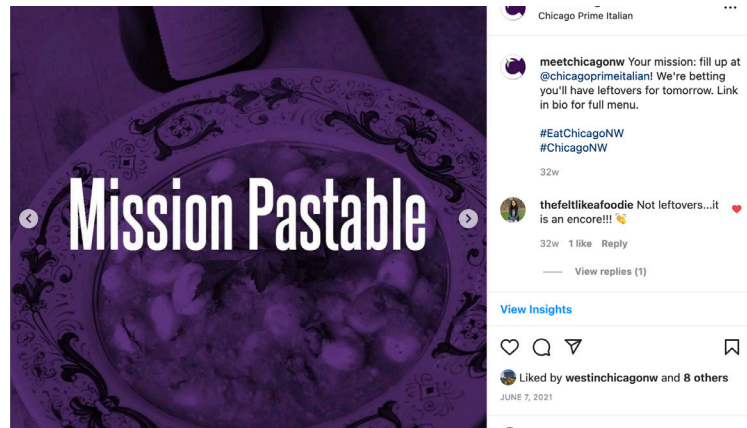 Mission Pastable
Chicago Prime Italian
meetchicagonw Your mission: fill up at
@chicagoprimeitalian! We're betting
you'll have leftovers for tomorrow. Link
in bio for full menu.
#EatChicagoNW
#ChicagoNW
32w
thefeltlikeafoodie Not leftovers...it
is an encore!!! 👏
32w 1 like Reply
View replies (1)
View Insights
Liked by westinchicagonw and 8 others
JUNE 7, 2021